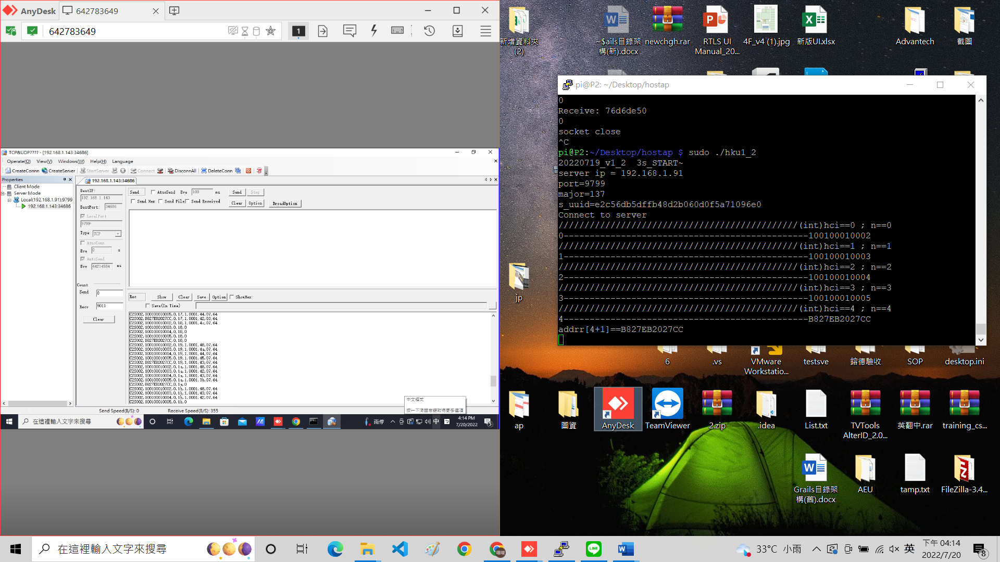 AnyDesk
642783649
642783649
1
TCP&UDP???? - [192.168.1.143:34686]
Operate(O) View(V) Windows(W) Help(H) Language
CreateConn CreateServer StartServer Connect DisconnAll DeleteConn
Properties
Client Mode
Server Mode
Local(192.168.1.91):9799
192.168.1.143:34686
192.168.1.143:34686
DestIP:
192.168.1.143
DestPort: 34686
LocalPort
9799
Type TCP
AtuoConn
Eve 0 s
AutoSend
Eve 44214584 ms
Count
Send 0
Recv 9011
Clear
Send AtuoSend Eve 100 ms Send Stop
Send Hex Send File Send Received Clear Option BroadOption
Rec Show Clear Save Option ShowHex
Save(In Time)
C2S002,100100010005,0,17,1,0001,44,07,64
C2S002,B827EB2027CC,0,17,1,0001,42,03,64
C2S002,100100010002,0,18,1,0001,4c,07,64
C2S002,100100010003,0,18,0
C2S002,100100010004,0,18,0
C2S002,100100010005,0,18,0
C2S002,B827EB2027CC,0,18,0
C2S002,100100010002,0,19,1,0001,48,07,64
C2S002,100100010003,0,19,1,0001,4a,07,64
C2S002,100100010004,0,19,1,0001,44,07,64
C2S002,100100010005,0,19,1,0001,45,07,64
C2S002,B827EB2027CC,0,19,1,0001,43,07,64
C2S002,100100010002,0,1a,1,0001,48,07,64
C2S002,100100010003,0,1a,1,0001,42,07,64
C2S002,100100010004,0,1a,1,0001,43,07,64
C2S002,100100010005,0,1a,1,0001,3b,07,64
C2S002,B827EB2027CC,0,1a,0
C2S002,100100010002,0,1b,1,0001,48,07,64
C2S002,100100010003,0,1b,1,0001,43,07,64
C2S002,100100010004,0,1b,1,0001,42,07,64
C2S002,100100010005,0,1b,0
中文模式
按一下滑鼠右鍵取得更多選項
Send Speed(B/S): 0 Receive Speed(B/S): 355
在這裡輸入文字來搜尋
雨停
中
4:14 PM
7/20/2022
5
新增資料夾 (2)
~$ails目錄架構(新).docx
newchgh.rar
RTLS UI Manual_20...
4F_v4 (1).jpg
新版UI.xlsx
Advantech
截圖
pi@P2: ~/Desktop/hostap
0
Receive: 76d6de50
0
socket close
^C
pi@P2:~/Desktop/hostap $ sudo ./hku1_2
20220719_v1_2  3s_START~
server ip = 192.168.1.91
port=9799
major=137
s_uuid=e2c56db5dffb48d2b060d0f5a71096e0
Connect to server
//////////////////////////////////////////////(int)hci==0 ; n==0
0-----------------------------------------------100100010002
//////////////////////////////////////////////(int)hci==1 ; n==1
1-----------------------------------------------100100010003
//////////////////////////////////////////////(int)hci==2 ; n==2
2-----------------------------------------------100100010004
//////////////////////////////////////////////(int)hci==3 ; n==3
3-----------------------------------------------100100010005
//////////////////////////////////////////////(int)hci==4 ; n==4
4-----------------------------------------------B827EB2027CC
addrr[4+1]==B827EB2027CC
jp
6
.vs
VMware Workstatio...
testsve
鎔德驗收
SOP
desktop.ini
ap
圖資
AnyDesk
TeamViewer
2.zip
.idea
List.txt
TVTools AlterID_2.0...
英翻中.rar
training_cs...
Grails目錄架構(舊).docx
AEU
tamp.txt
FileZilla-3.4...
在這裡輸入文字來搜尋
33°C 小雨
英
下午 04:14
2022/7/20
8